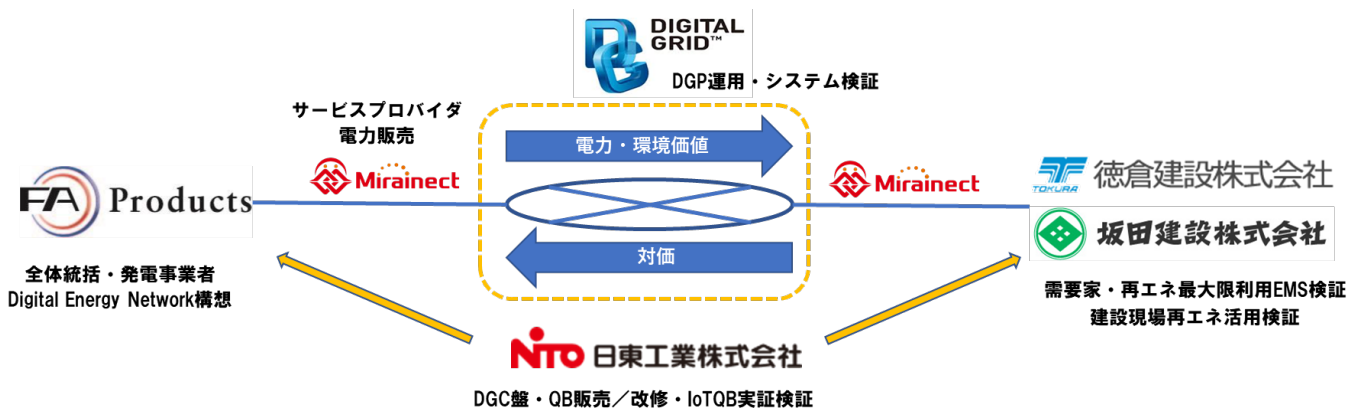 DIGITAL
GRID™
DGP運用・システム検証
サービスプロバイダ
電力販売
Mirainect
電力・環境価値
対価
Mirainect
FA Products
全体統括・発電事業者
Digital Energy Network構想
TOKURA
徳倉建設株式会社
坂田建設株式会社
需要家・再エネ最大限利用EMS検証
建設現場再エネ活用検証
NITO 日東工業株式会社
DGC盤・QB販売／改修・IoTQB実証検証